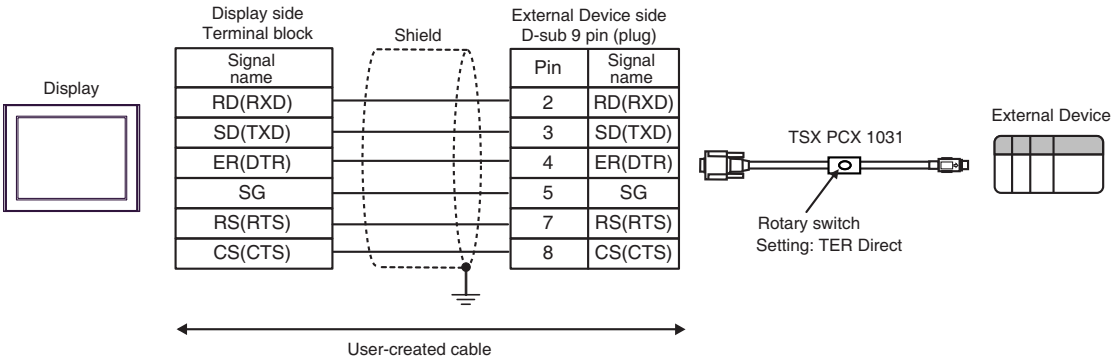 Display side
Terminal block
Shield
External Device side
D-sub 9 pin (plug)
Signal
name
Pin
Signal
name
Display
RD(RXD)
2
RD(RXD)
SD(TXD)
3
SD(TXD)
ER(DTR)
4
ER(DTR)
SG
5
SG
RS(RTS)
7
RS(RTS)
CS(CTS)
8
CS(CTS)
TSX PCX 1031
External Device
Rotary switch
Setting: TER Direct
User-created cable